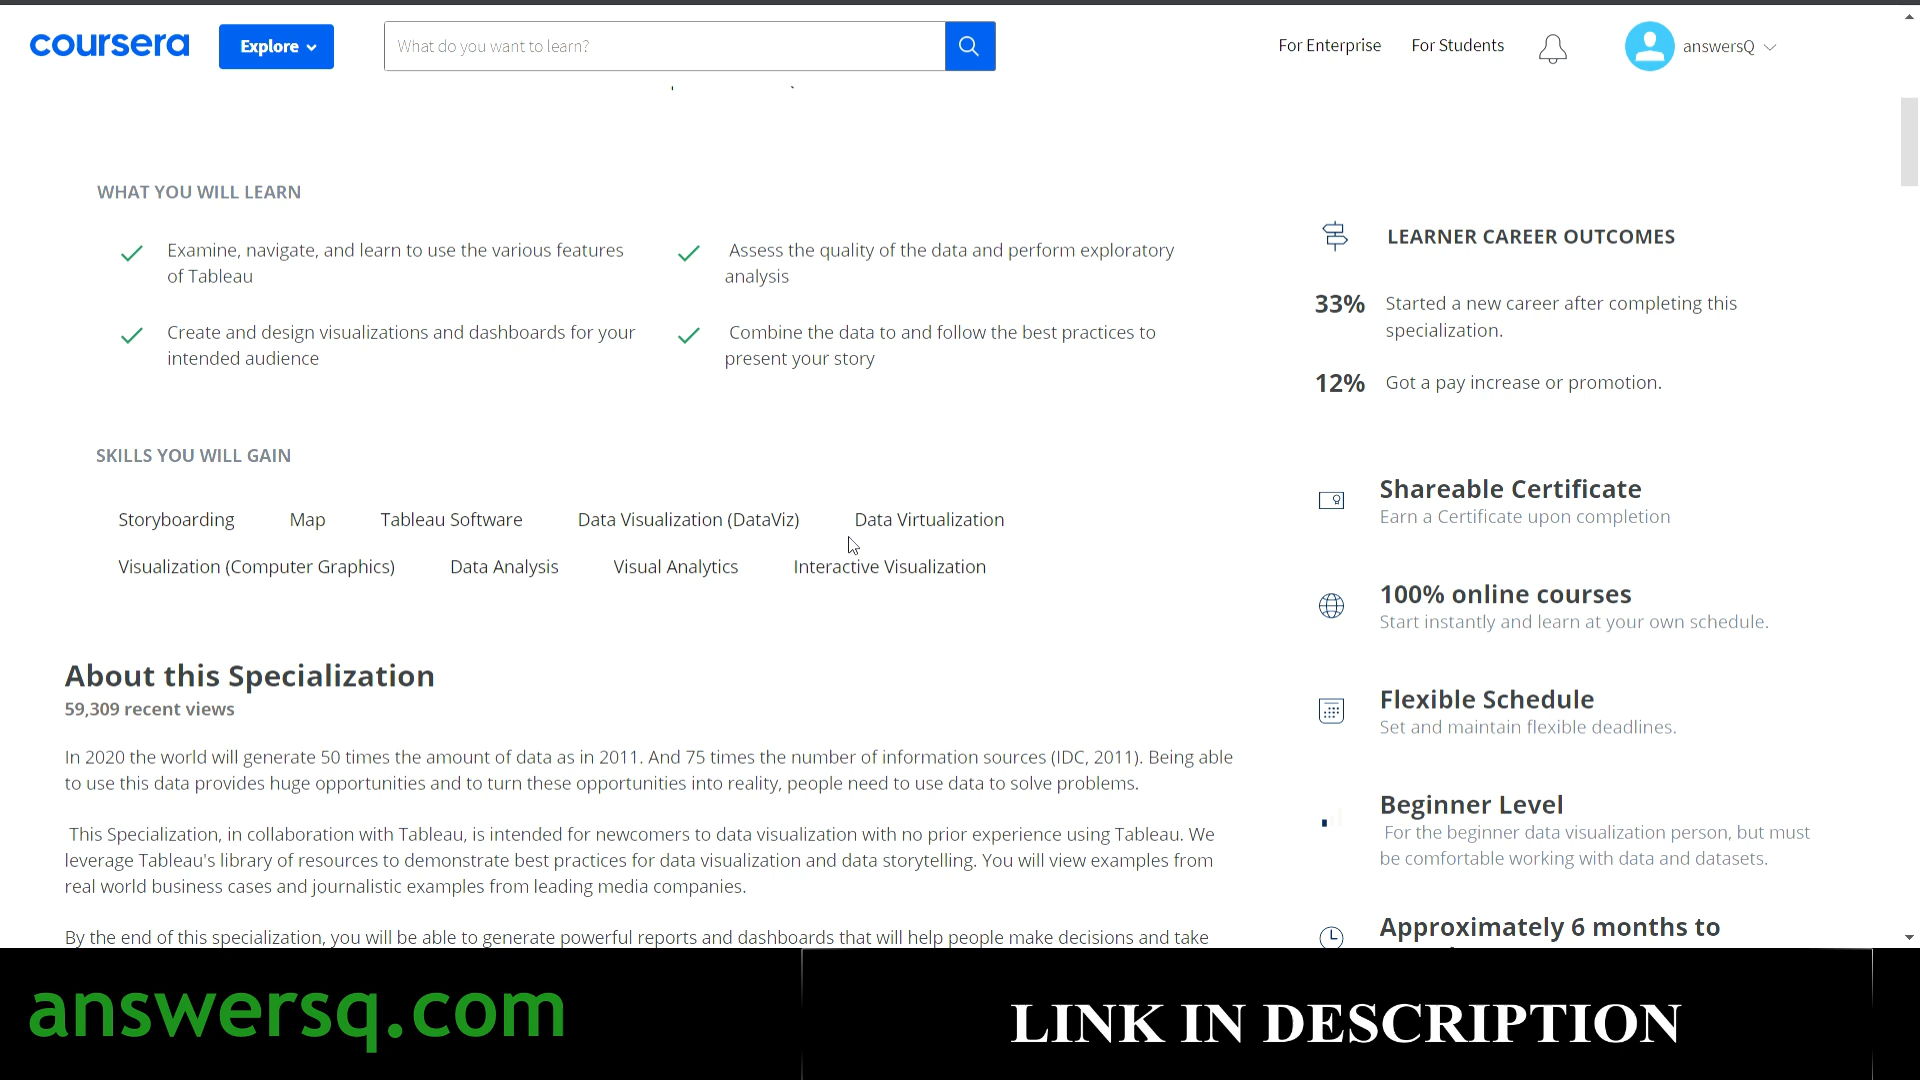 coursera
Explore
What do you want to learn?
For Enterprise
For Students
answersQ
WHAT YOU WILL LEARN
Examine, navigate, and learn to use the various features
of Tableau
Assess the quality of the data and perform exploratory
analysis
Create and design visualizations and dashboards for your
intended audience
Combine the data to and follow the best practices to
present your story
SKILLS YOU WILL GAIN
Storyboarding
Map
Tableau Software
Data Visualization (DataViz)
Data Virtualization
Visualization (Computer Graphics)
Data Analysis
Visual Analytics
Interactive Visualization
About this Specialization
59,309 recent views
In 2020 the world will generate 50 times the amount of data as in 2011. And 75 times the number of information sources (IDC, 2011). Being able
to use this data provides huge opportunities and to turn these opportunities into reality, people need to use data to solve problems.
This Specialization, in collaboration with Tableau, is intended for newcomers to data visualization with no prior experience using Tableau. We
leverage Tableau's library of resources to demonstrate best practices for data visualization and data storytelling. You will view examples from
real world business cases and journalistic examples from leading media companies.
By the end of this specialization, you will be able to generate powerful reports and dashboards that will help people make decisions and take
LEARNER CAREER OUTCOMES
33% Started a new career after completing this
specialization.
12% Got a pay increase or promotion.
Shareable Certificate
Earn a Certificate upon completion
100% online courses
Start instantly and learn at your own schedule.
Flexible Schedule
Set and maintain flexible deadlines.
Beginner Level
For the beginner data visualization person, but must
be comfortable working with data and datasets.
Approximately 6 months to
answersq.com
LINK IN DESCRIPTION